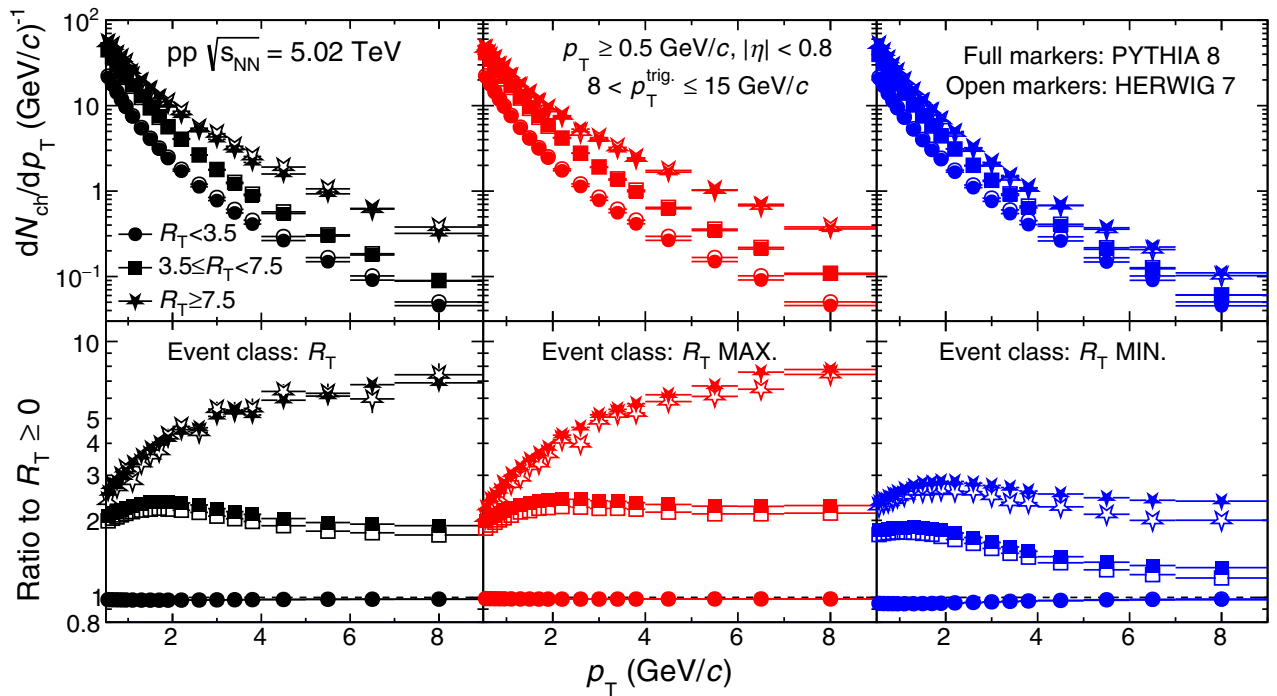 dN_ch/dp_T (GeV/c)^-1
10^2
10
1
10^-1
pp √s_NN = 5.02 TeV
R_T<3.5
3.5≤R_T<7.5
R_T≥7.5
p_T ≥ 0.5 GeV/c, |η| < 0.8
8 < p_T^trig. ≤ 15 GeV/c
Full markers: PYTHIA 8
Open markers: HERWIG 7
Ratio to R_T ≥ 0
10
5
4
3
2
1
0.8
Event class: R_T
Event class: R_T MAX.
Event class: R_T MIN.
2 4 6 8 2 4 6 8 2 4 6 8
p_T (GeV/c)